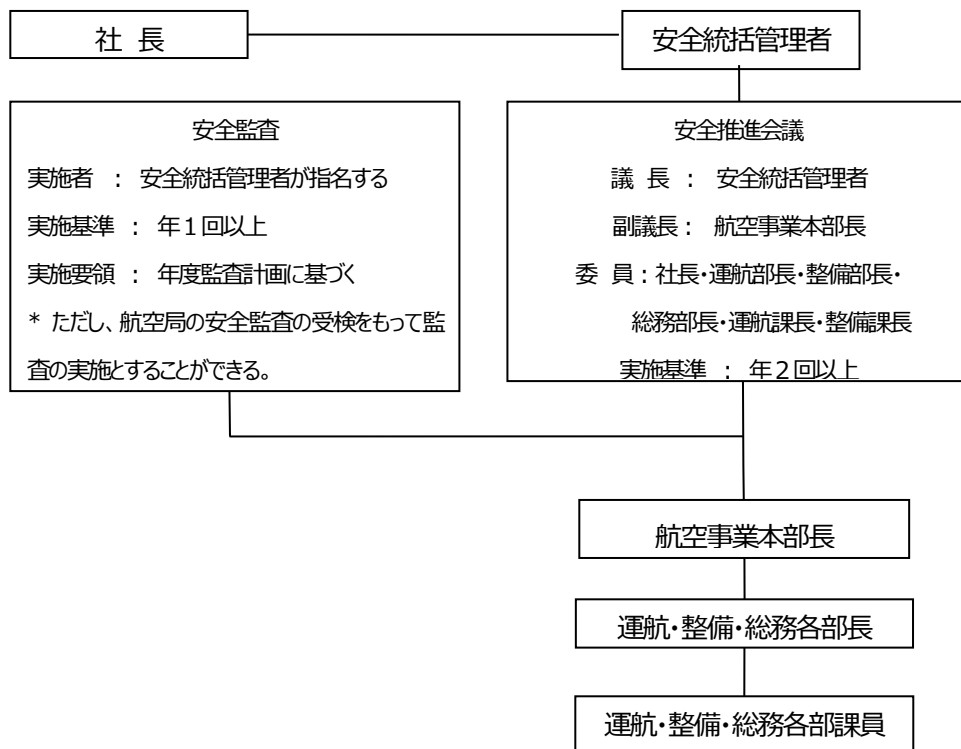 社 長
安全統括管理者
安全監査
実施者 : 安全統括管理者が指名する
実施基準 : 年1回以上
実施要領 : 年度監査計画に基づく
* ただし、航空局の安全監査の受検をもって監
査の実施とすることができる。
安全推進会議
議 長 : 安全統括管理者
副議長: 航空事業本部長
委 員:社長・運航部長・整備部長・
総務部長・運航課長・整備課長
実施基準 : 年2回以上
航空事業本部長
運航・整備・総務各部長
運航・整備・総務各部課員